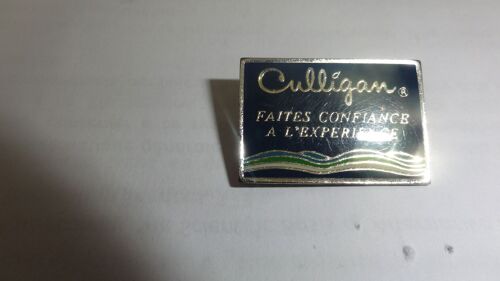 Culligan®
FAITES CONFIANCE
A L'EXPERIENCE!